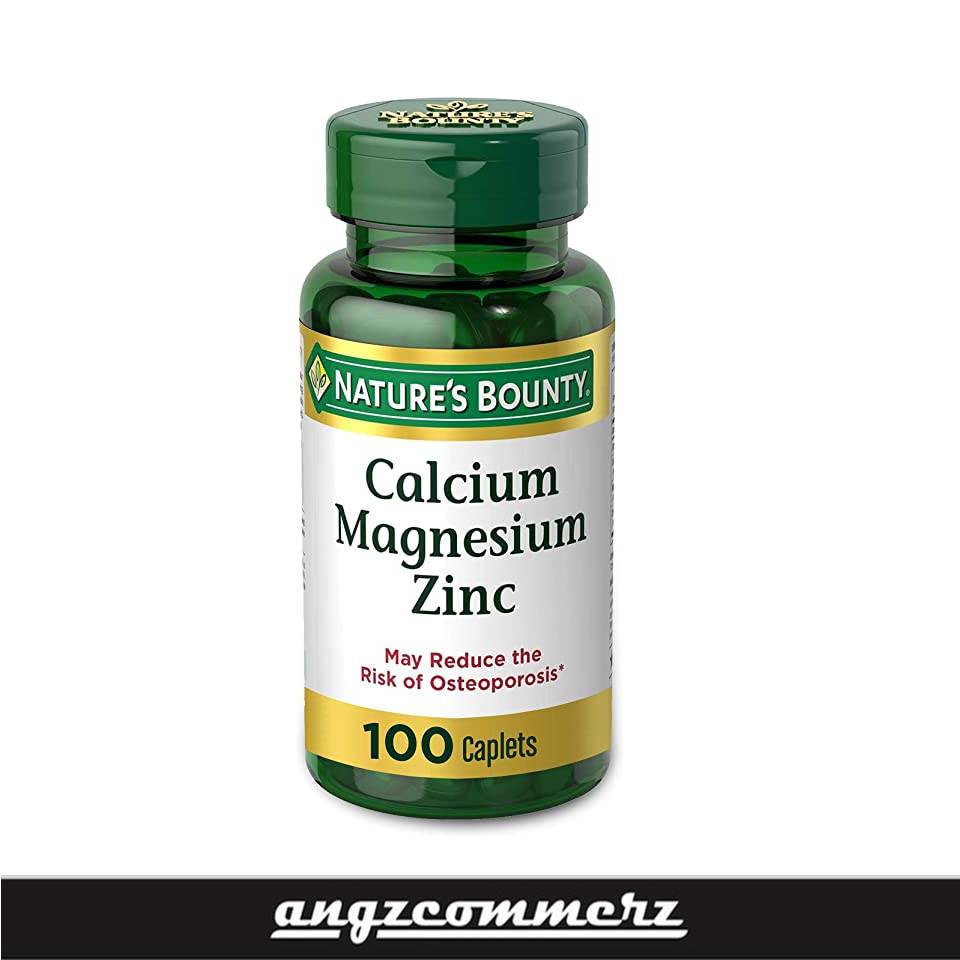 NATURE'S
BOUNTY
NATURE'S BOUNTY®
Calcium
Magnesium
Zinc
May Reduce the
Risk of Osteoporosis*
100 Caplets
angzcommerz